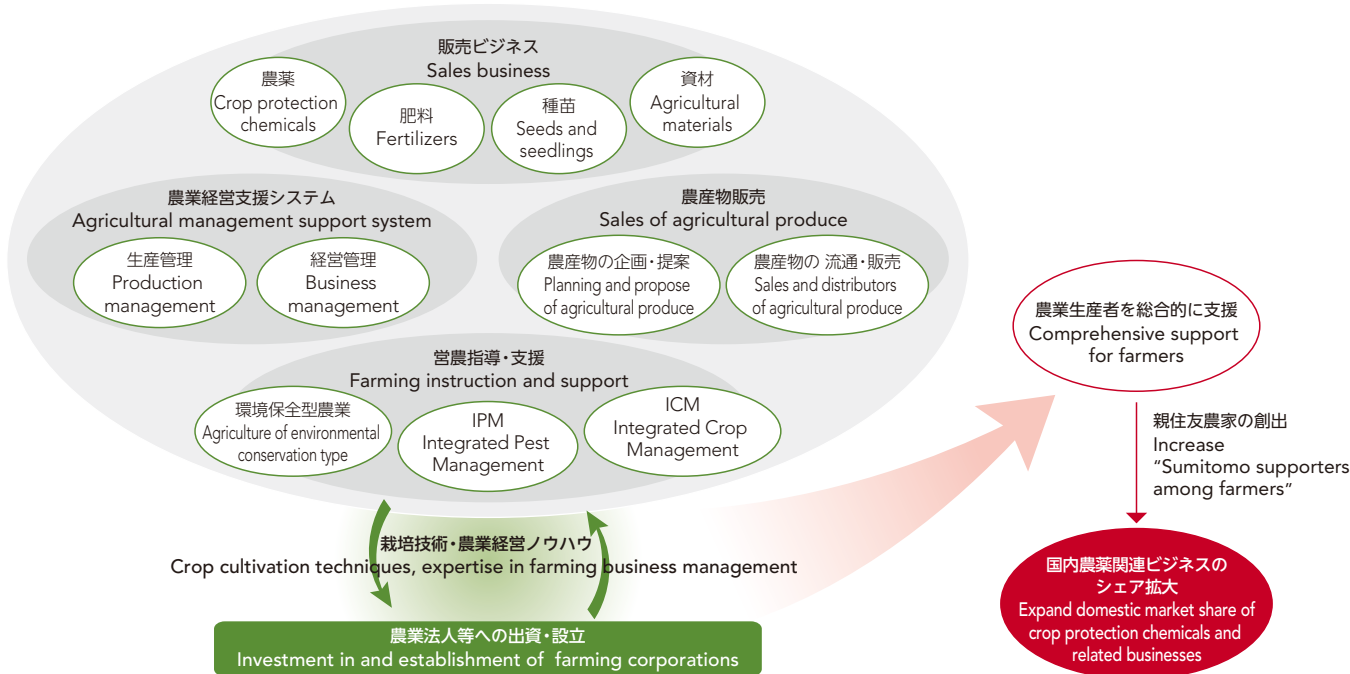 販売ビジネス
Sales business
農薬
Crop protection
chemicals
肥料
Fertilizers
種苗
Seeds and
seedlings
資材
Agricultural
materials
農業経営支援システム
Agricultural management support system
生産管理
Production
management
経営管理
Business
management
農産物販売
Sales of agricultural produce
農産物の企画・提案
Planning and propose
of agricultural produce
農産物の 流通・販売
Sales and distributors
of agricultural produce
営農指導・支援
Farming instruction and support
環境保全型農業
Agriculture of environmental
conservation type
IPM
Integrated Pest
Management
ICM
Integrated Crop
Management
栽培技術・農業経営ノウハウ
Crop cultivation techniques, expertise in farming business management
農業法人等への出資・設立
Investment in and establishment of farming corporations
農業生産者を総合的に支援
Comprehensive support
for farmers
親住友農家の創出
Increase
“Sumitomo supporters
among farmers”
国内農薬関連ビジネスの
シェア拡大
Expand domestic market share of
crop protection chemicals and
related businesses